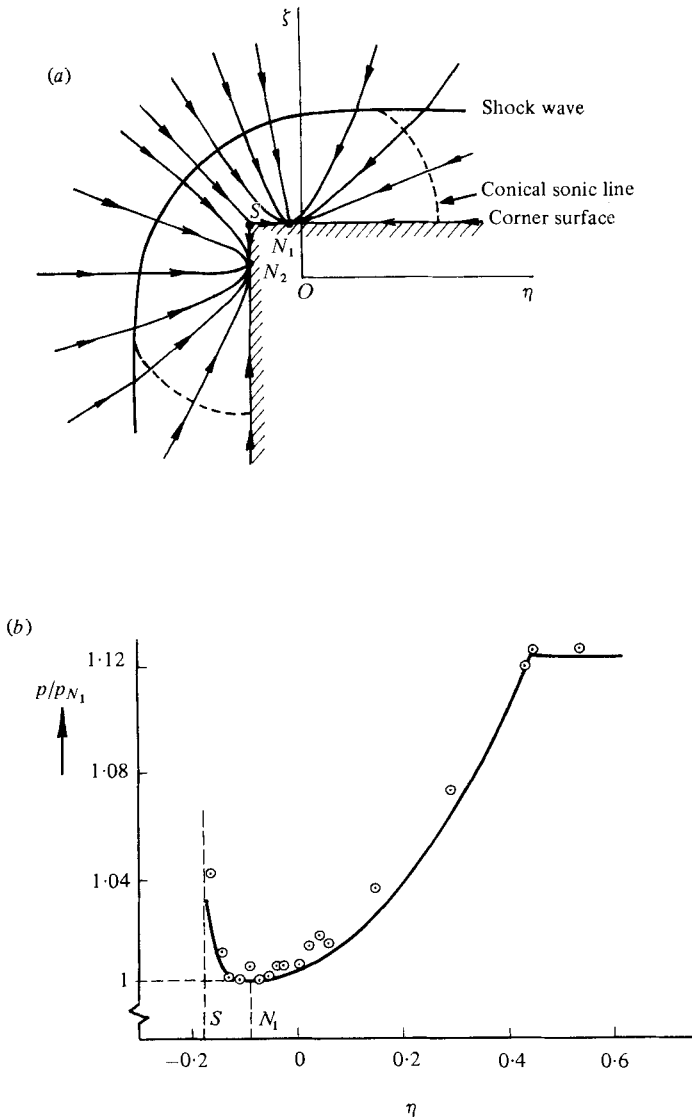 (a)
ζ
Shock wave
Conical sonic line
Corner surface
S
N1
N2
O
η
(b)
p/pN1
1·12
1·08
1·04
1
S
N1
−0·2
0
0·2
0·4
0·6
η